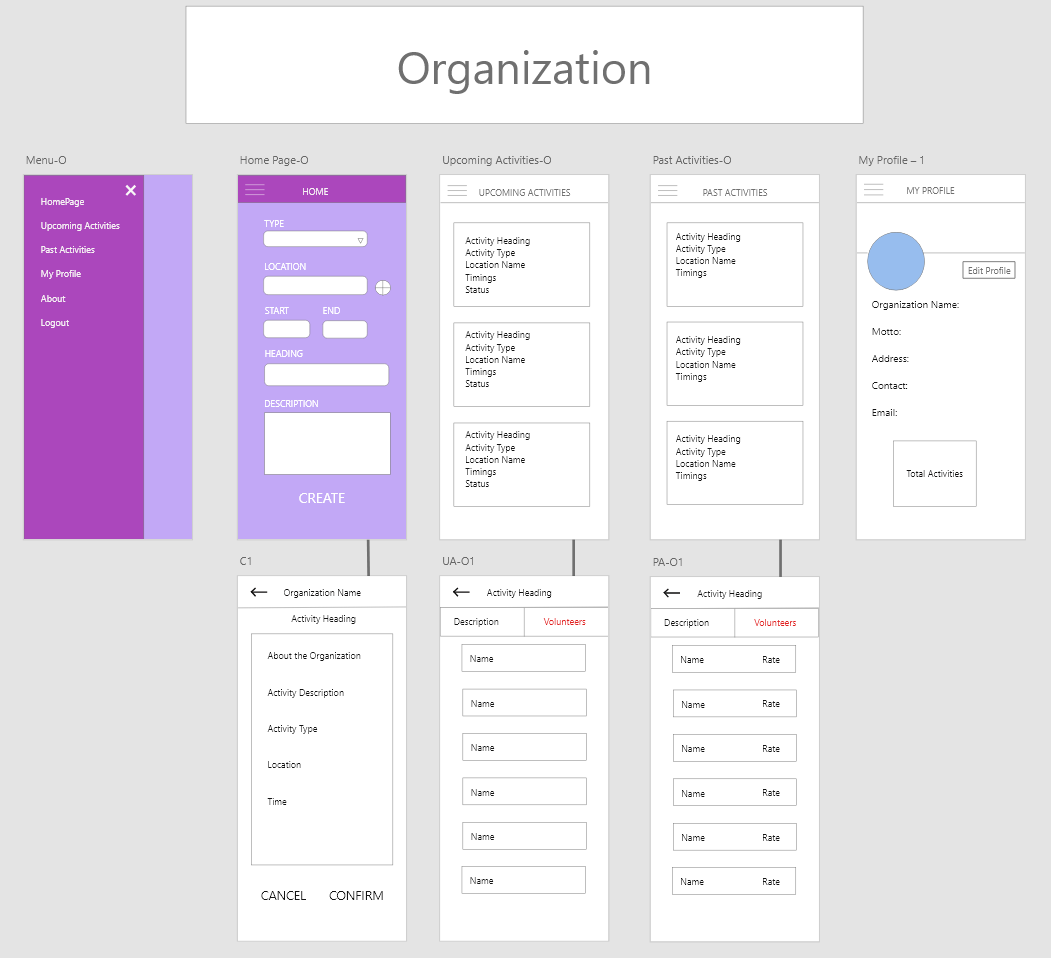 Organization
Menu-O
HomePage
Upcoming Activities
Past Activities
My Profile
About
Logout
Home Page-O
HOME
TYPE
LOCATION
START END
HEADING
DESCRIPTION
CREATE
Upcoming Activities-O
UPCOMING ACTIVITIES
Activity Heading
Activity Type
Location Name
Timings
Status
Activity Heading
Activity Type
Location Name
Timings
Status
Activity Heading
Activity Type
Location Name
Timings
Status
Past Activities-O
PAST ACTIVITIES
Activity Heading
Activity Type
Location Name
Timings
Activity Heading
Activity Type
Location Name
Timings
Activity Heading
Activity Type
Location Name
Timings
My Profile – 1
MY PROFILE
Edit Profile
Organization Name:
Motto:
Address:
Contact:
Email:
Total Activities
C1
Organization Name
Activity Heading
About the Organization
Activity Description
Activity Type
Location
Time
CANCEL CONFIRM
UA-O1
Activity Heading
Description Volunteers
Name
Name
Name
Name
Name
Name
PA-O1
Activity Heading
Description Volunteers
Name Rate
Name Rate
Name Rate
Name Rate
Name Rate
Name Rate